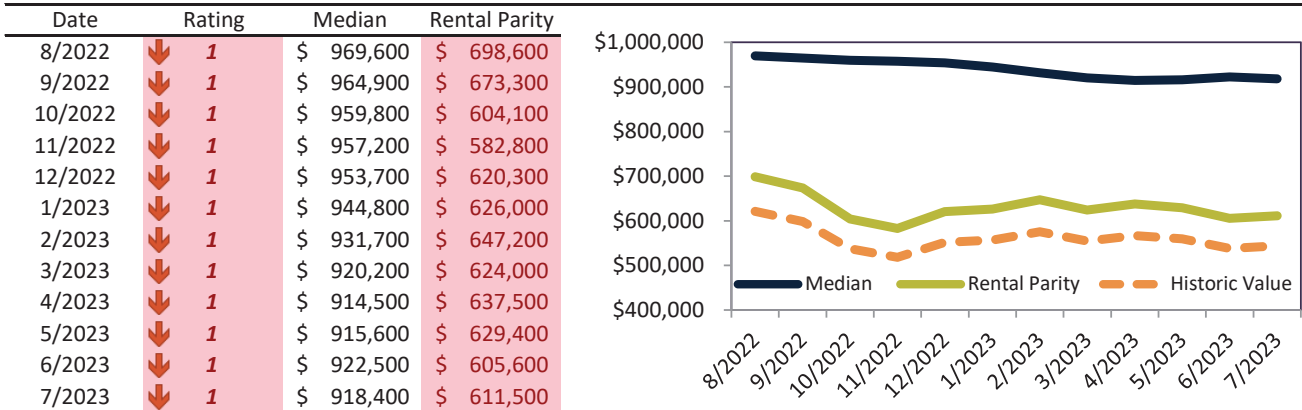 Date Rating Median Rental Parity
8/2022 1 $ 969,600 $ 698,600
9/2022 1 $ 964,900 $ 673,300
10/2022 1 $ 959,800 $ 604,100
11/2022 1 $ 957,200 $ 582,800
12/2022 1 $ 953,700 $ 620,300
1/2023 1 $ 944,800 $ 626,000
2/2023 1 $ 931,700 $ 647,200
3/2023 1 $ 920,200 $ 624,000
4/2023 1 $ 914,500 $ 637,500
5/2023 1 $ 915,600 $ 629,400
6/2023 1 $ 922,500 $ 605,600
7/2023 1 $ 918,400 $ 611,500
$1,000,000
$900,000
$800,000
$700,000
$600,000
$500,000
$400,000
Median Rental Parity Historic Value
8/2022 9/2022 10/2022 11/2022 12/2022 1/2023 2/2023 3/2023 4/2023 5/2023 6/2023 7/2023